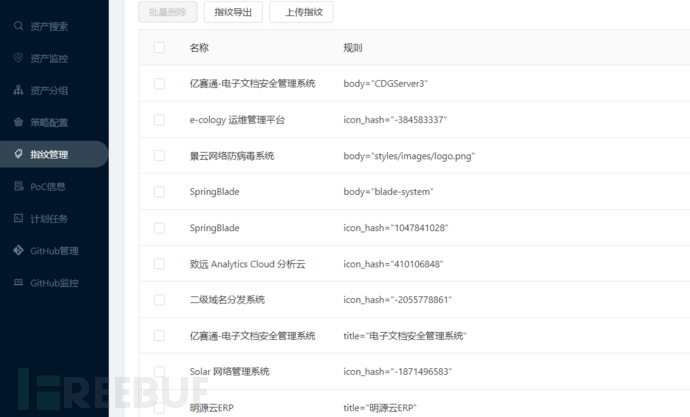 批量删除 指纹导出 上传指纹
资产搜索
资产监控
资产分组
策略配置
指纹管理
PoC信息
计划任务
GitHub管理
GitHub监控
名称 规则
亿赛通-电子文档安全管理系统 body="CDGServer3"
e-cology 运维管理平台 icon_hash="-384583337"
景云网络防病毒系统 body="styles/images/logo.png"
SpringBlade body="blade-system"
SpringBlade icon_hash="1047841028"
致远 Analytics Cloud 分析云 icon_hash="410106848"
二级域名分发系统 icon_hash="-2055778861"
亿赛通-电子文档安全管理系统 title="电子文档安全管理系统"
Solar 网络管理系统 icon_hash="-1871496583"
明源云ERP title="明源云ERP"
FREEBUF